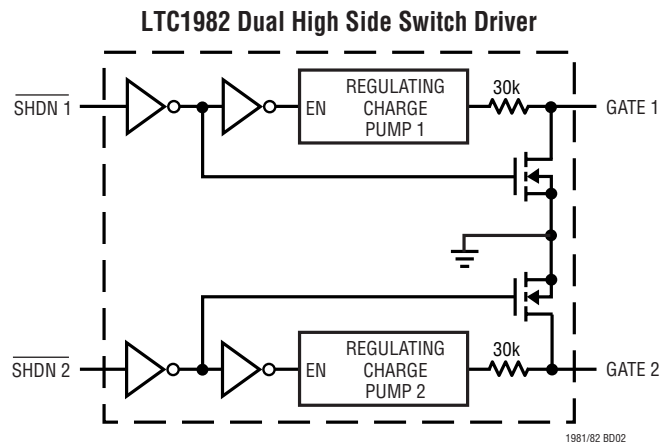 LTC1982 Dual High Side Switch Driver
SHDN 1
EN
REGULATING
CHARGE
PUMP 1
30k
GATE 1
SHDN 2
EN
REGULATING
CHARGE
PUMP 2
30k
GATE 2
1981/82 BD02